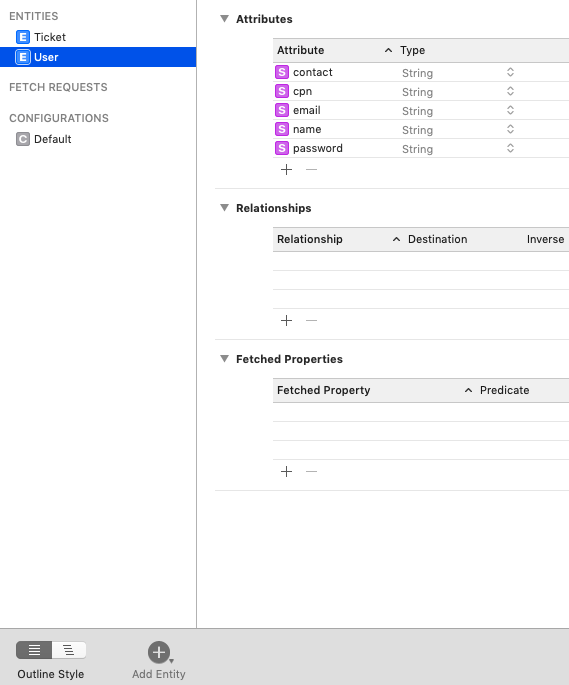 ENTITIES
E Ticket
E User
FETCH REQUESTS
CONFIGURATIONS
C Default
Attributes
Attribute Type
S contact String
S cpn String
S email String
S name String
S password String
Relationships
Relationship Destination Inverse
Fetched Properties
Fetched Property Predicate
Outline Style
Add Entity